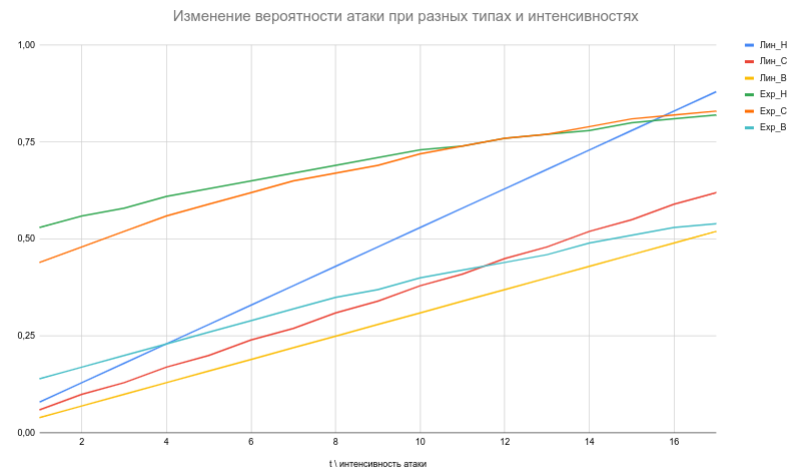 Изменение вероятности атаки при разных типах и интенсивностях
1,00
0,75
0,50
0,25
0,00
2 4 6 8 10 12 14 16
t \ интенсивность атаки
Лин_Н
Лин_С
Лин_В
Exp_Н
Exp_С
Exp_В